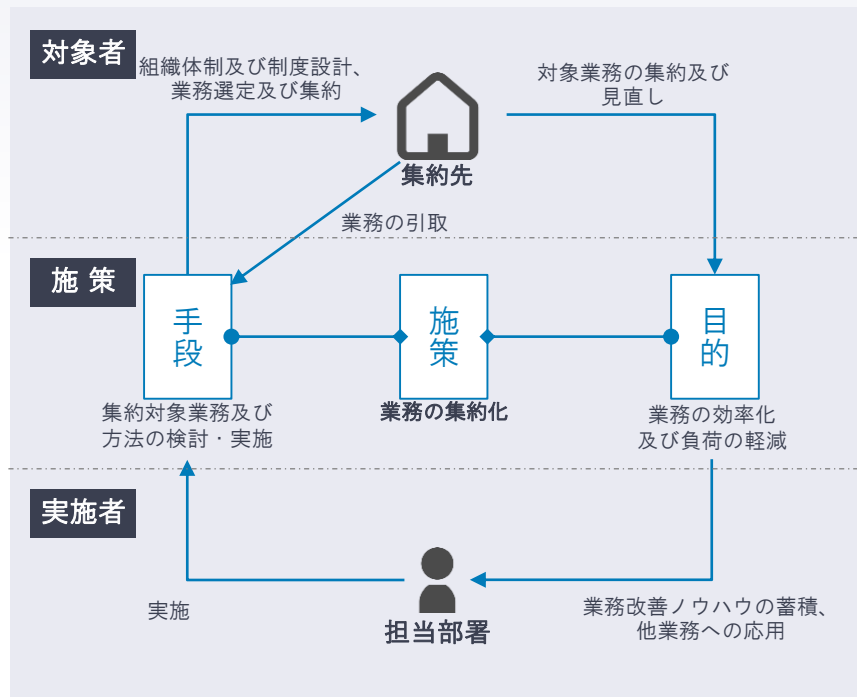 対象者
組織体制及び制度設計、
業務選定及び集約
対象業務の集約及び
見直し
集約先
業務の引取
施 策
手段
施策
目的
集約対象業務及び
方法の検討・実施
業務の集約化
業務の効率化
及び負荷の軽減
実施者
実施
担当部署
業務改善ノウハウの蓄積、
他業務への応用